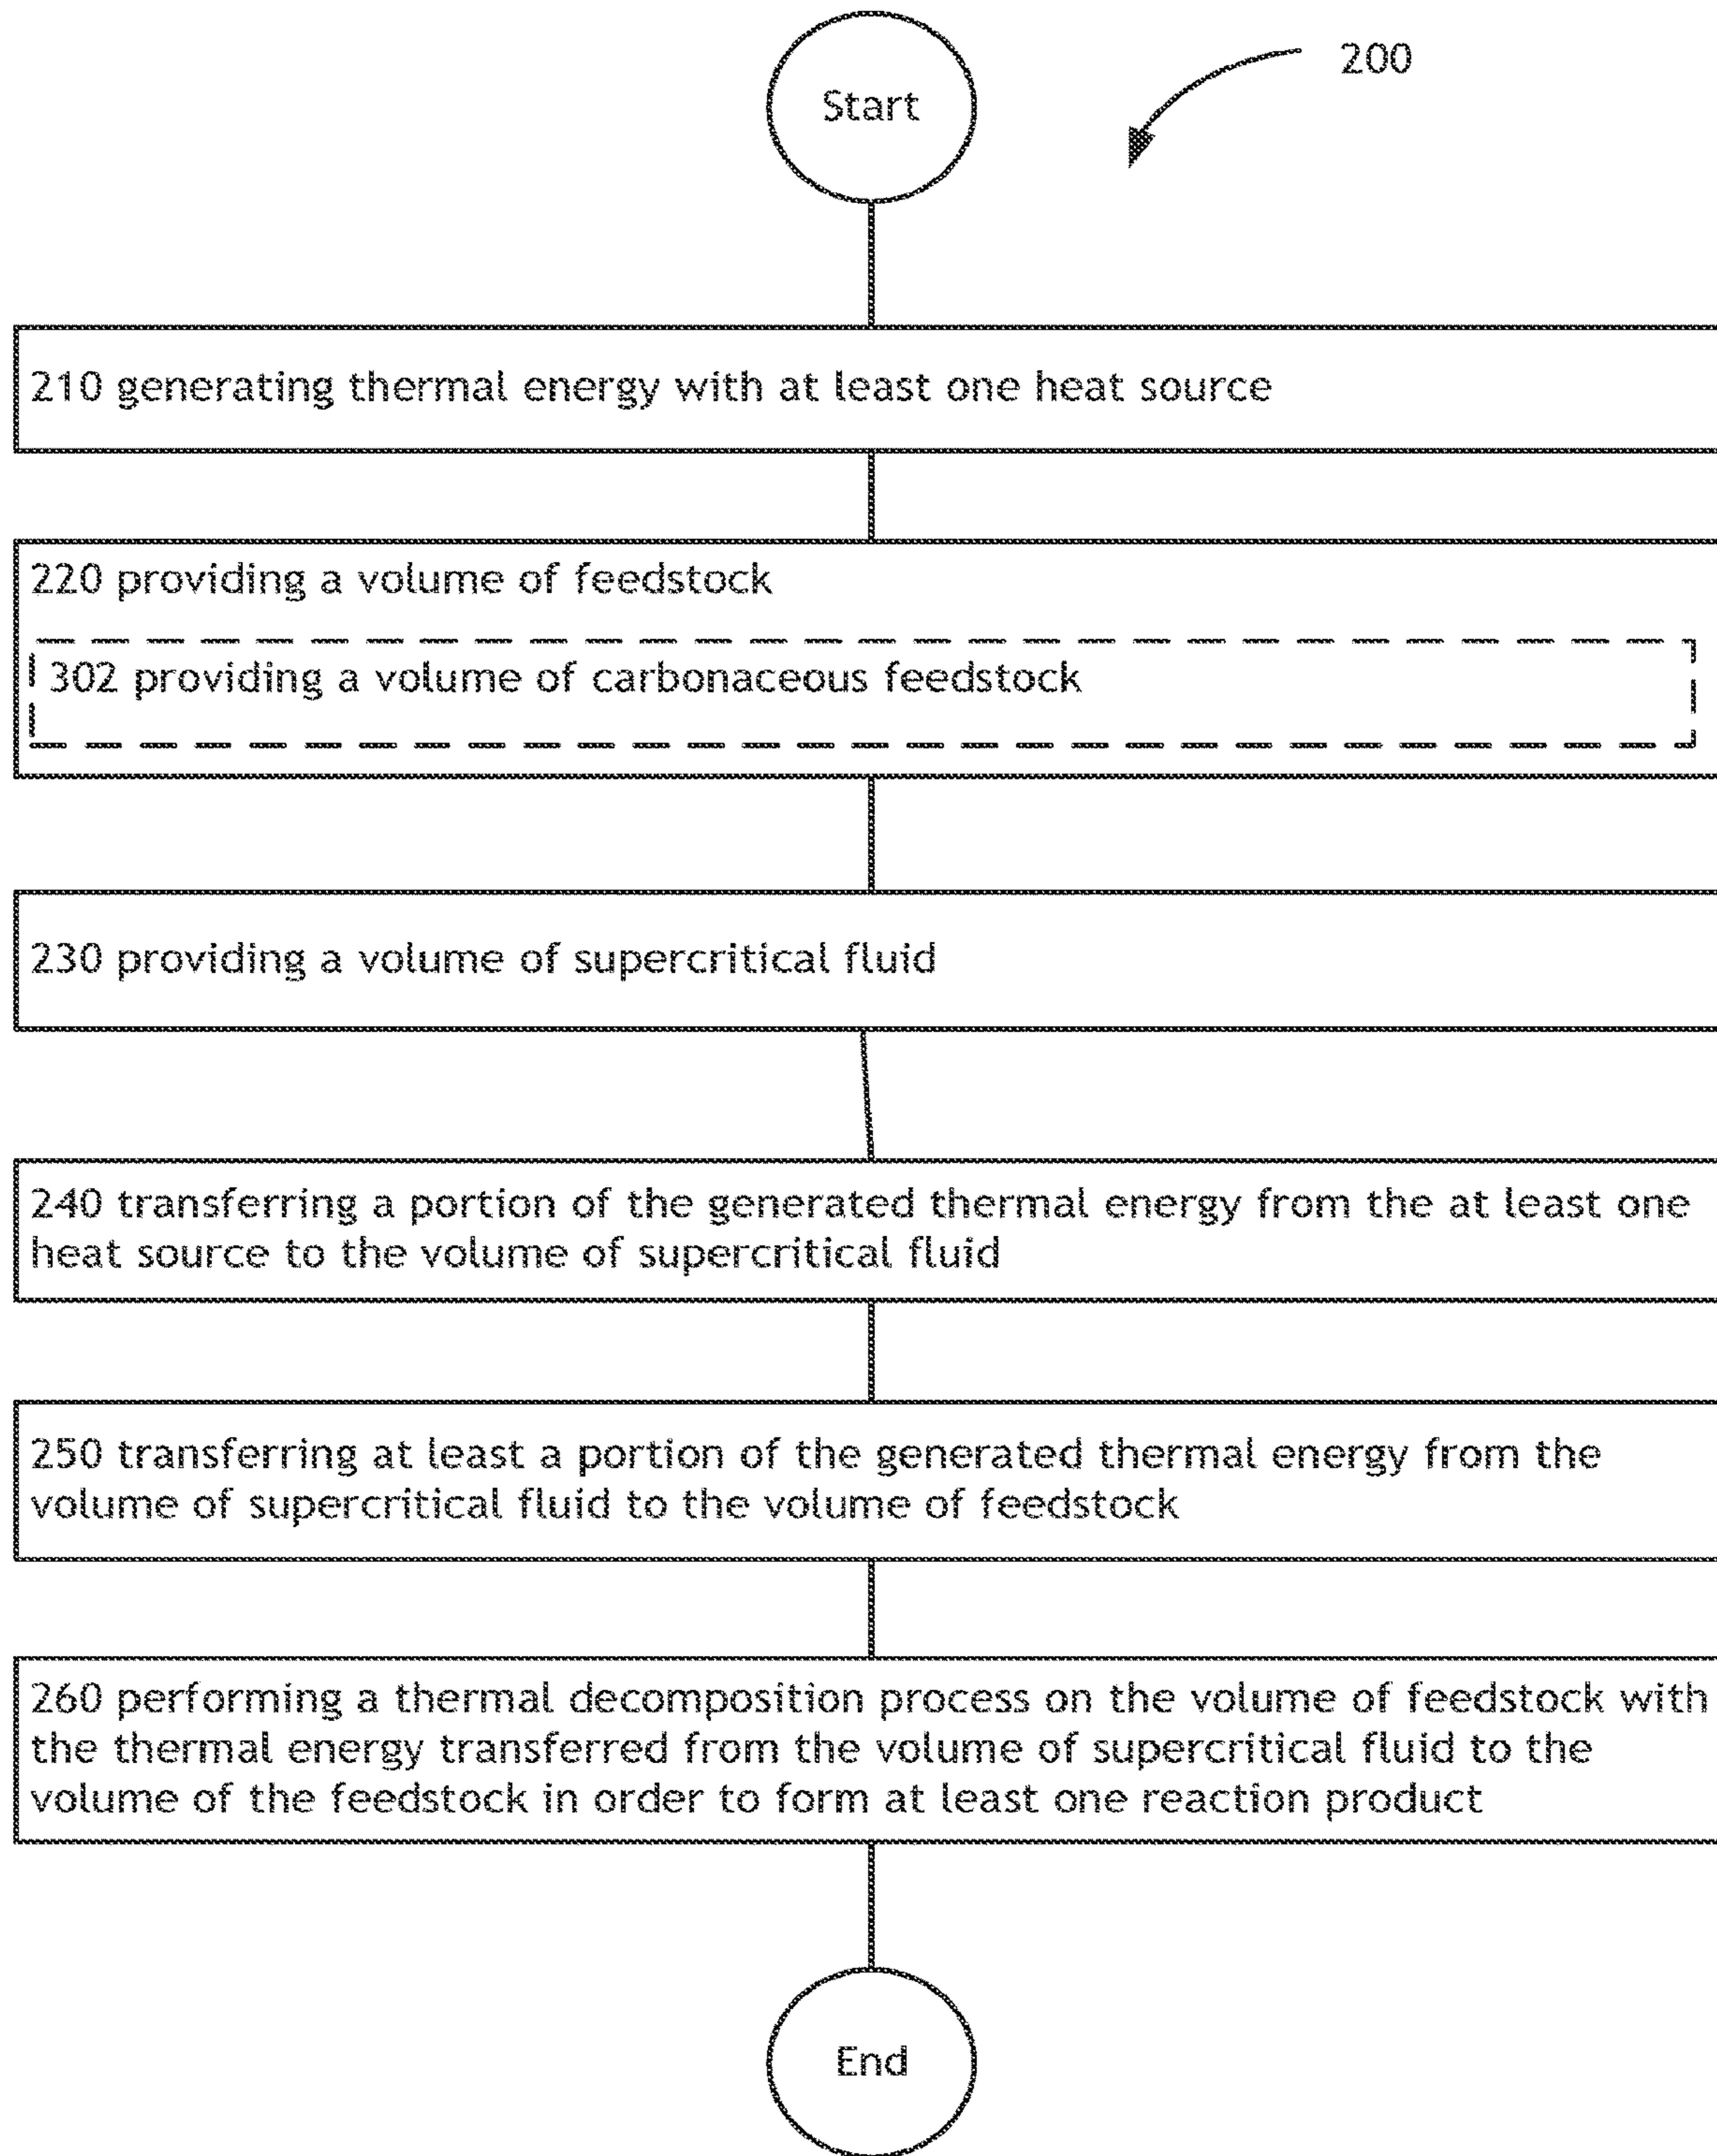 Start
200
210 generating thermal energy with at least one heat source
220 providing a volume of feedstock
302 providing a volume of carbonaceous feedstock
230 providing a volume of supercritical fluid
240 transferring a portion of the generated thermal energy from the at least one
heat source to the volume of supercritical fluid
250 transferring at least a portion of the generated thermal energy from the
volume of supercritical fluid to the volume of feedstock
260 performing a thermal decomposition process on the volume of feedstock with
the thermal energy transferred from the volume of supercritical fluid to the
volume of the feedstock in order to form at least one reaction product
End